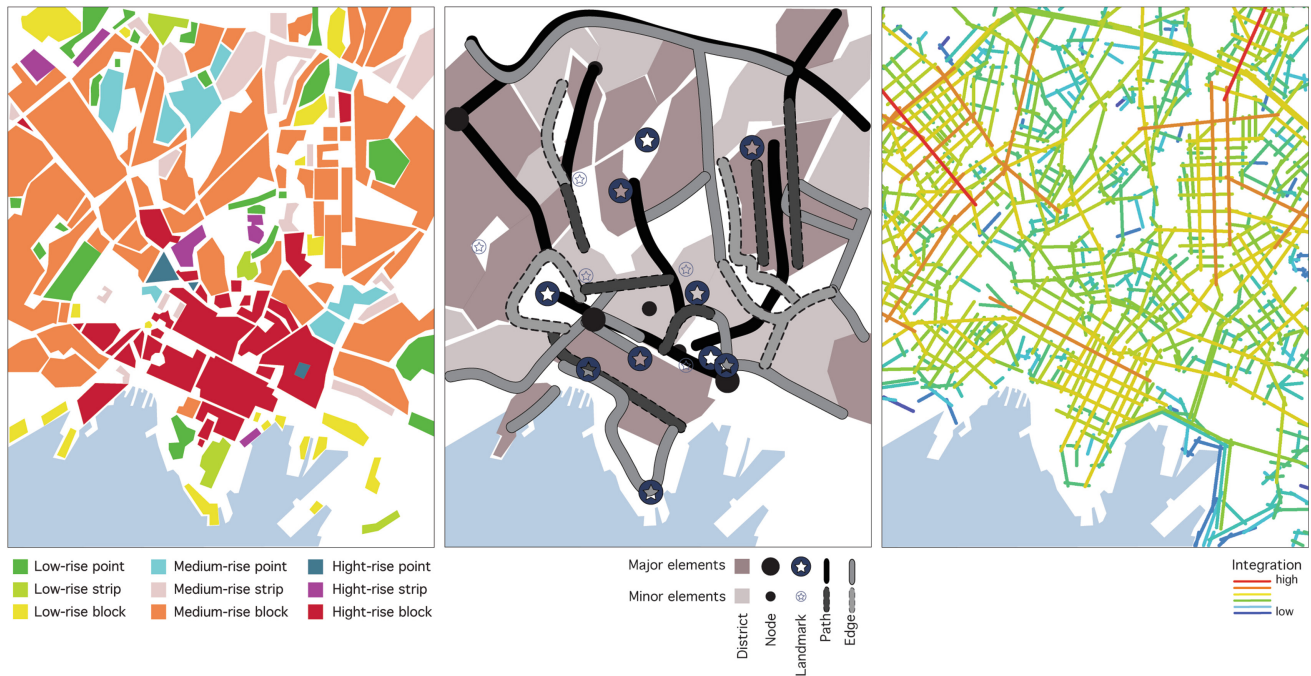 Low-rise point
Low-rise strip
Low-rise block
Medium-rise point
Medium-rise strip
Medium-rise block
Hight-rise point
Hight-rise strip
Hight-rise block
Major elements
Minor elements
District
Node
Landmark
Path
Edge
Integration
high
low